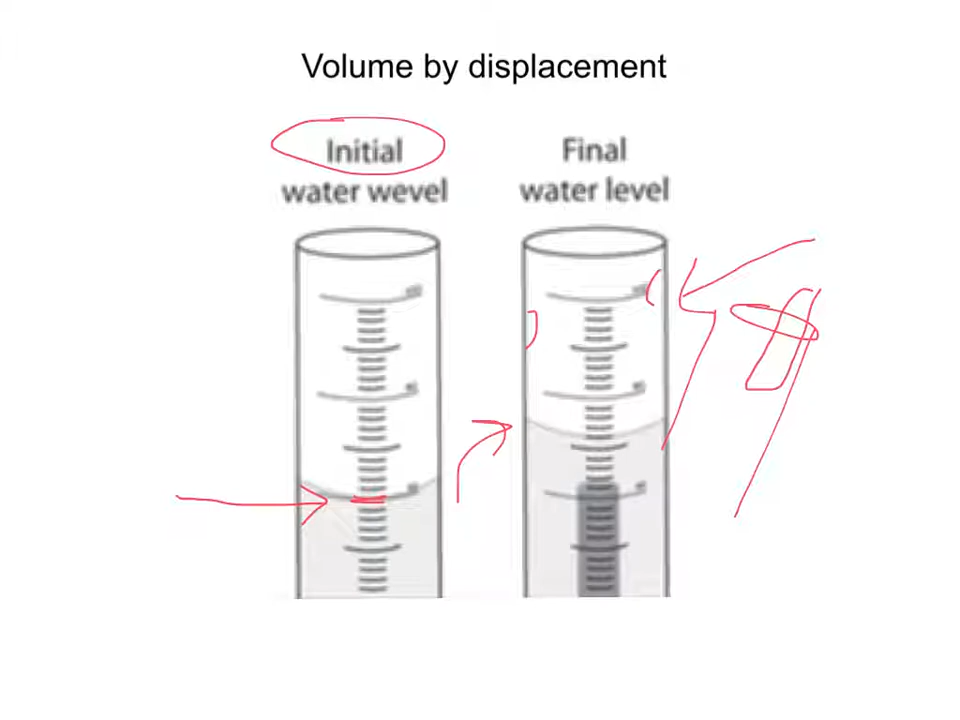 Volume by displacement
Initial
water wevel
Final
water level